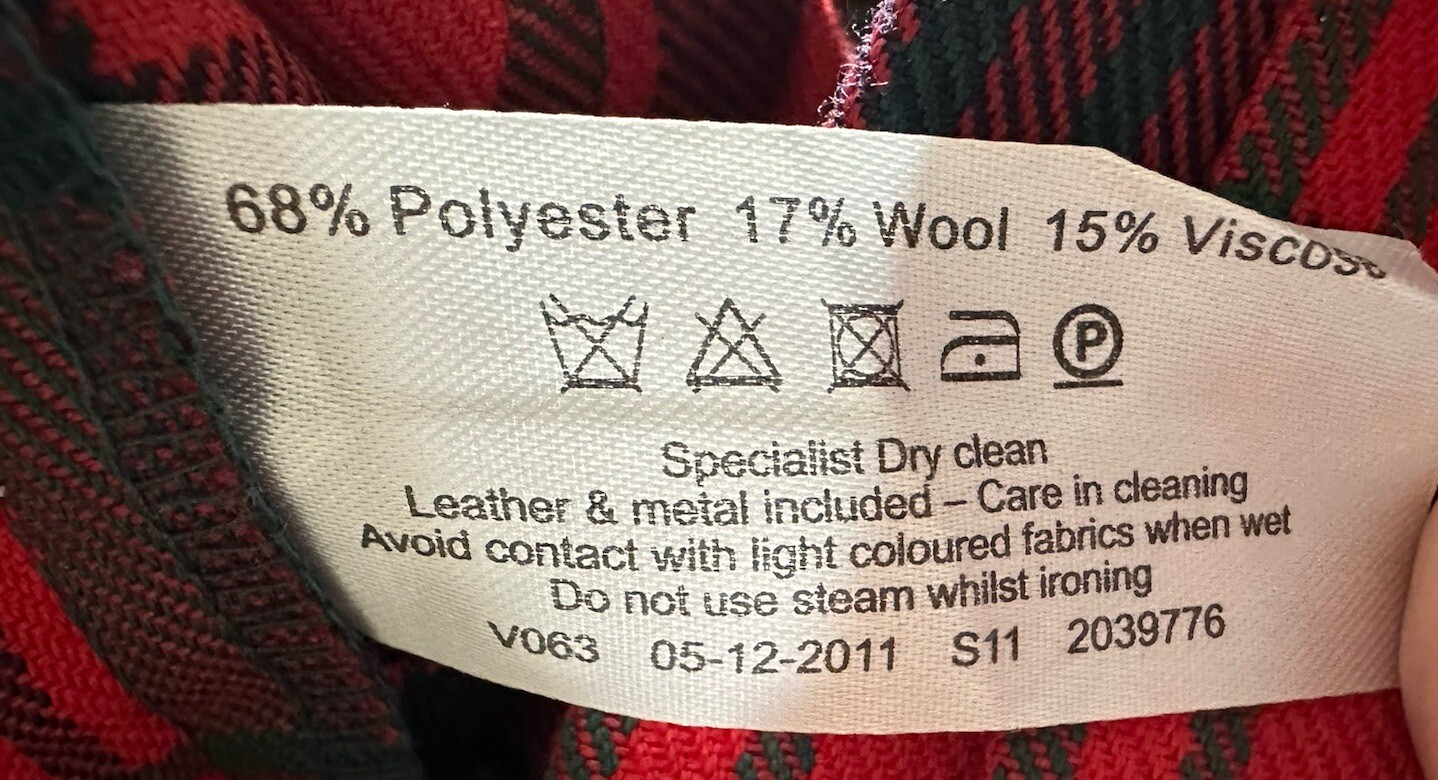 68% Polyester 17% Wool 15% Viscose
P
Specialist Dry clean
Leather & metal included – Care in cleaning
Avoid contact with light coloured fabrics when wet
Do not use steam whilst ironing
V063 05-12-2011 S11 2039776